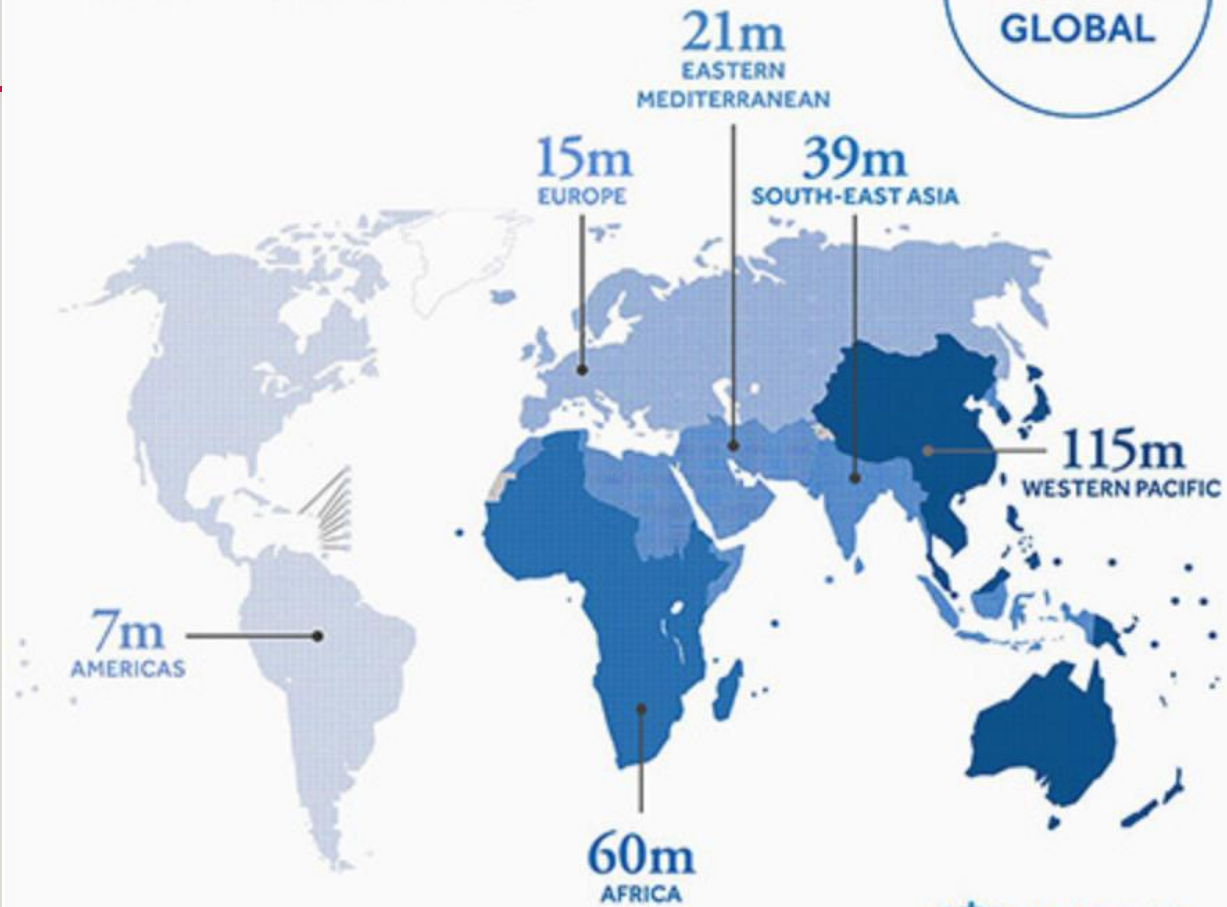 GLOBAL
21m
EASTERN
MEDITERRANEAN
15m
EUROPE
39m
SOUTH-EAST ASIA
115m
WESTERN PACIFIC
7m
AMERICAS
60m
AFRICA